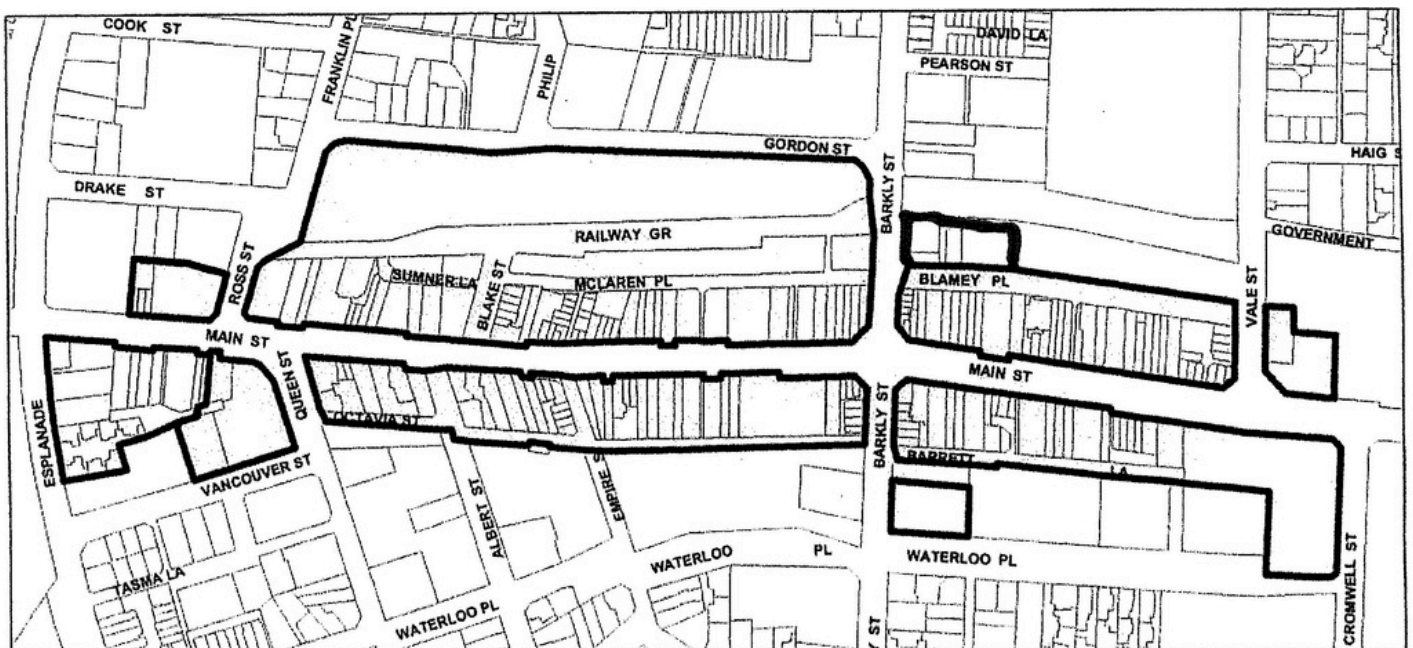 COOK ST
FRANKLIN PL
PHILIP
DAVID LA
PEARSON ST
GORDON ST
BARKLY ST
HAIG S
DRAKE ST
ROSS ST
RAILWAY GR
GOVERNMENT
SUMNER LA
BLAKE ST
MCLAREN PL
BLAMEY PL
VALE ST
MAIN ST
MAIN ST
ESPLANADE
QUEEN ST
OCTAVIA ST
BARKLY ST
BARRETT LA
VANCOUVER ST
ALBERT ST
EMPIRE S
TASMA LA
WATERLOO PL
WATERLOO PL
WATERLOO PL
CROMWELL ST
Y ST